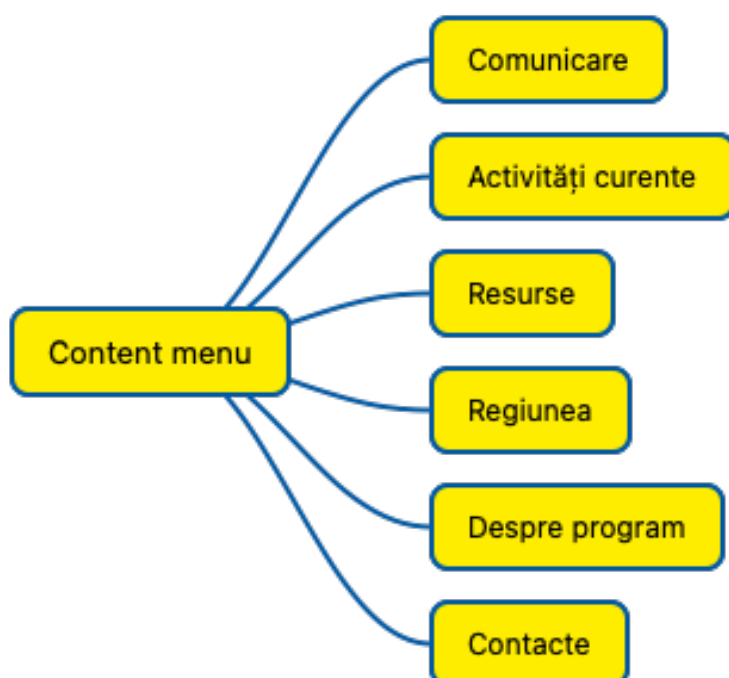 Comunicare
Activități curente
Resurse
Content menu
Regiunea
Despre program
Contacte